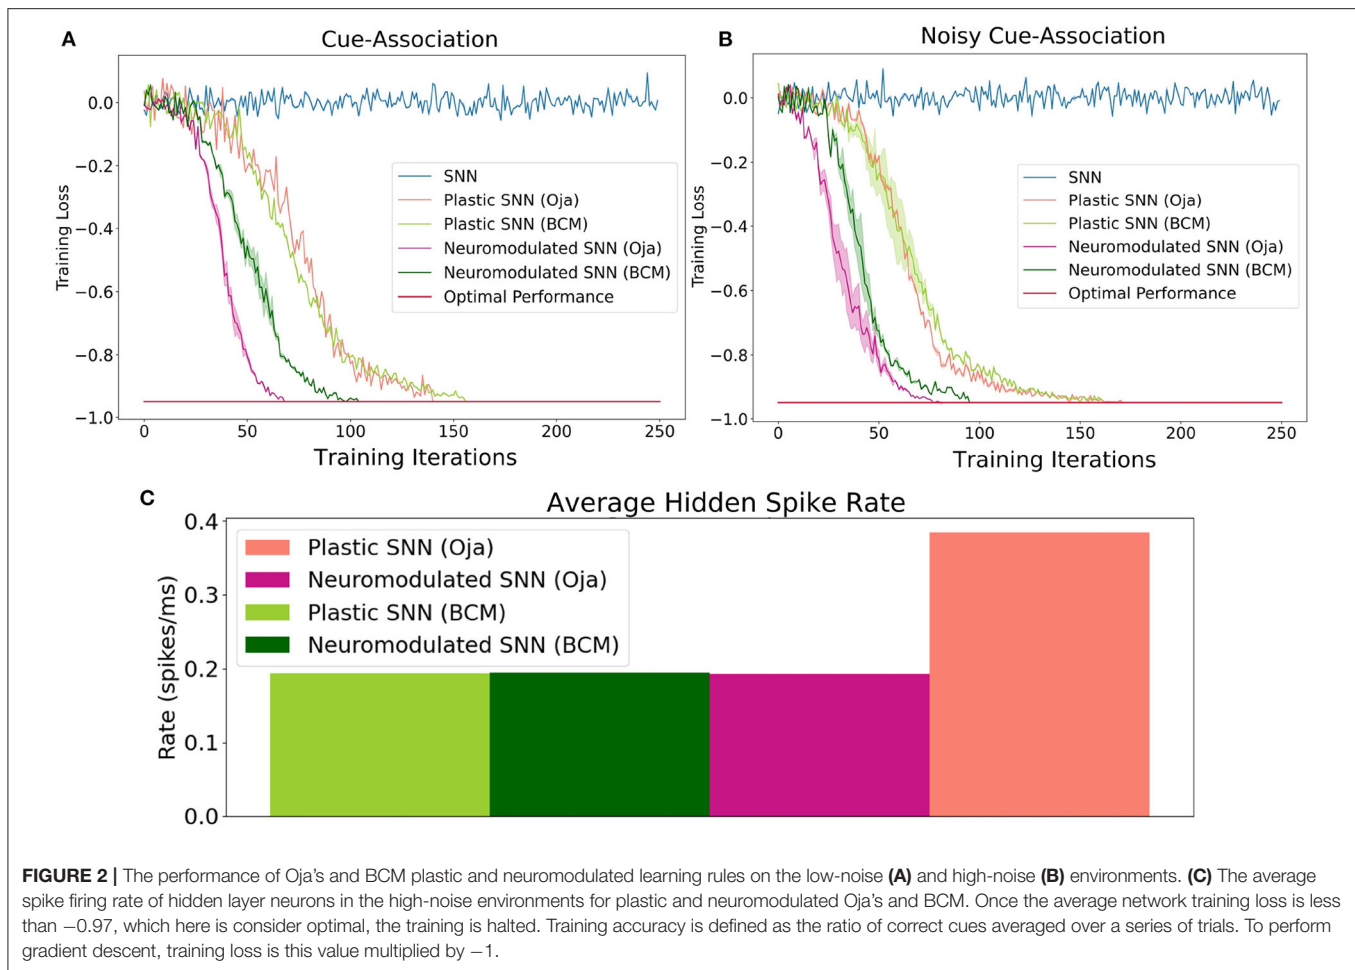 A
Cue-Association
0.0
−0.2
−0.4
−0.6
−0.8
−1.0
Training Loss
SNN
Plastic SNN (Oja)
Plastic SNN (BCM)
Neuromodulated SNN (Oja)
Neuromodulated SNN (BCM)
Optimal Performance
0 50 100 150 200 250
Training Iterations
B
Noisy Cue-Association
0.0
−0.2
−0.4
−0.6
−0.8
−1.0
Training Loss
SNN
Plastic SNN (Oja)
Plastic SNN (BCM)
Neuromodulated SNN (Oja)
Neuromodulated SNN (BCM)
Optimal Performance
0 50 100 150 200 250
Training Iterations
C
Average Hidden Spike Rate
0.4
0.3
0.2
0.1
0.0
Rate (spikes/ms)
Plastic SNN (Oja)
Neuromodulated SNN (Oja)
Plastic SNN (BCM)
Neuromodulated SNN (BCM)
FIGURE 2 | The performance of Oja's and BCM plastic and neuromodulated learning rules on the low-noise (A) and high-noise (B) environments. (C) The average
spike firing rate of hidden layer neurons in the high-noise environments for plastic and neuromodulated Oja's and BCM. Once the average network training loss is less
than −0.97, which here is consider optimal, the training is halted. Training accuracy is defined as the ratio of correct cues averaged over a series of trials. To perform
gradient descent, training loss is this value multiplied by −1.